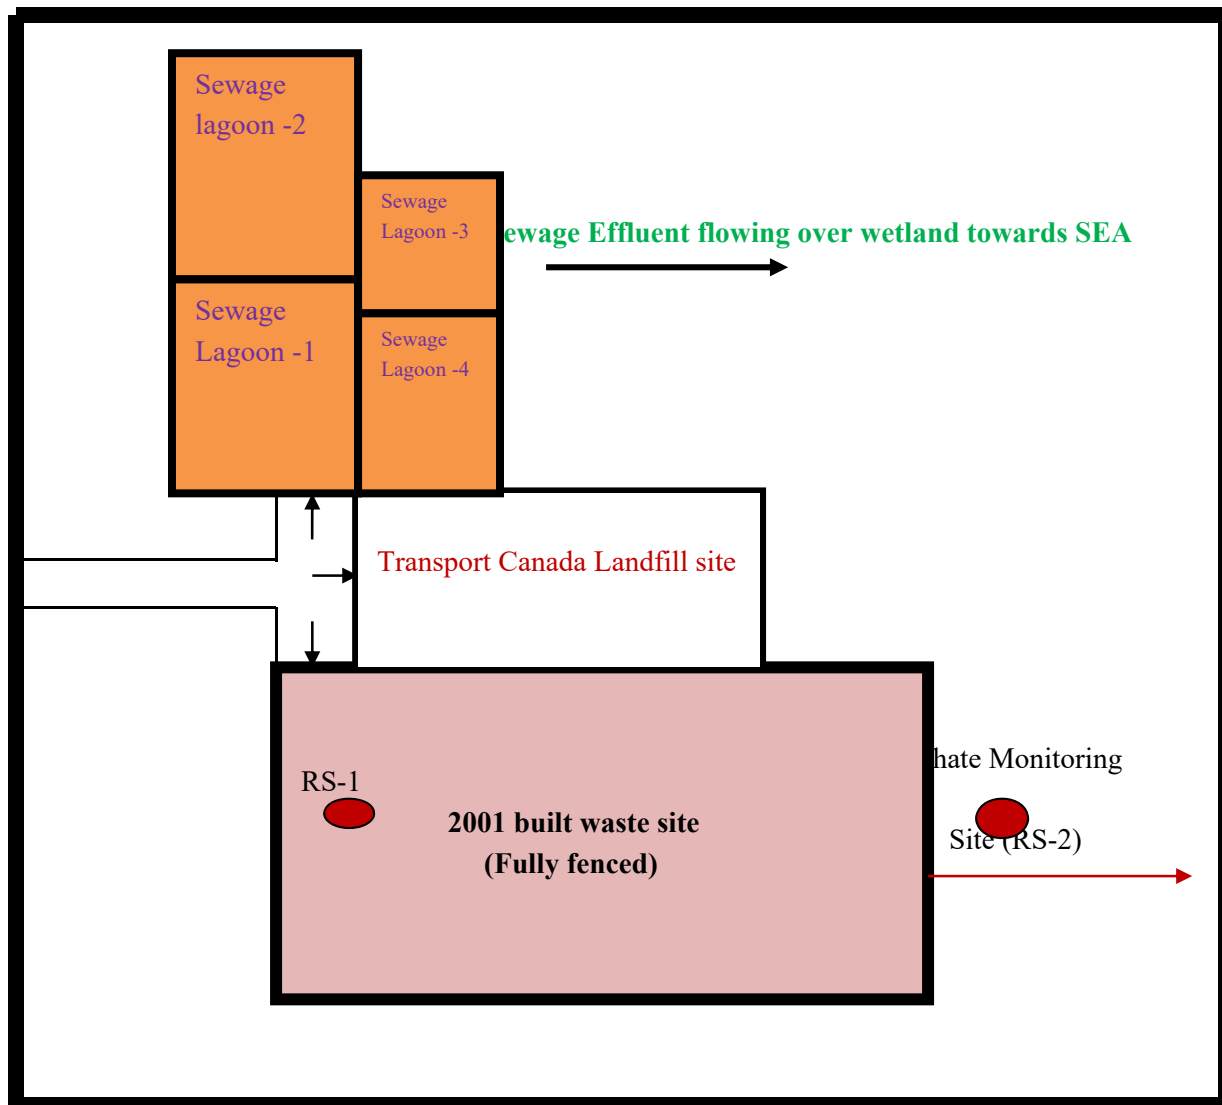 Sewage
lagoon -2
Sewage
Lagoon -3
ewage Effluent flowing over wetland towards SEA
Sewage
Lagoon -1
Sewage
Lagoon -4
Transport Canada Landfill site
hate Monitoring
RS-1
2001 built waste site
Site (RS-2)
(Fully fenced)